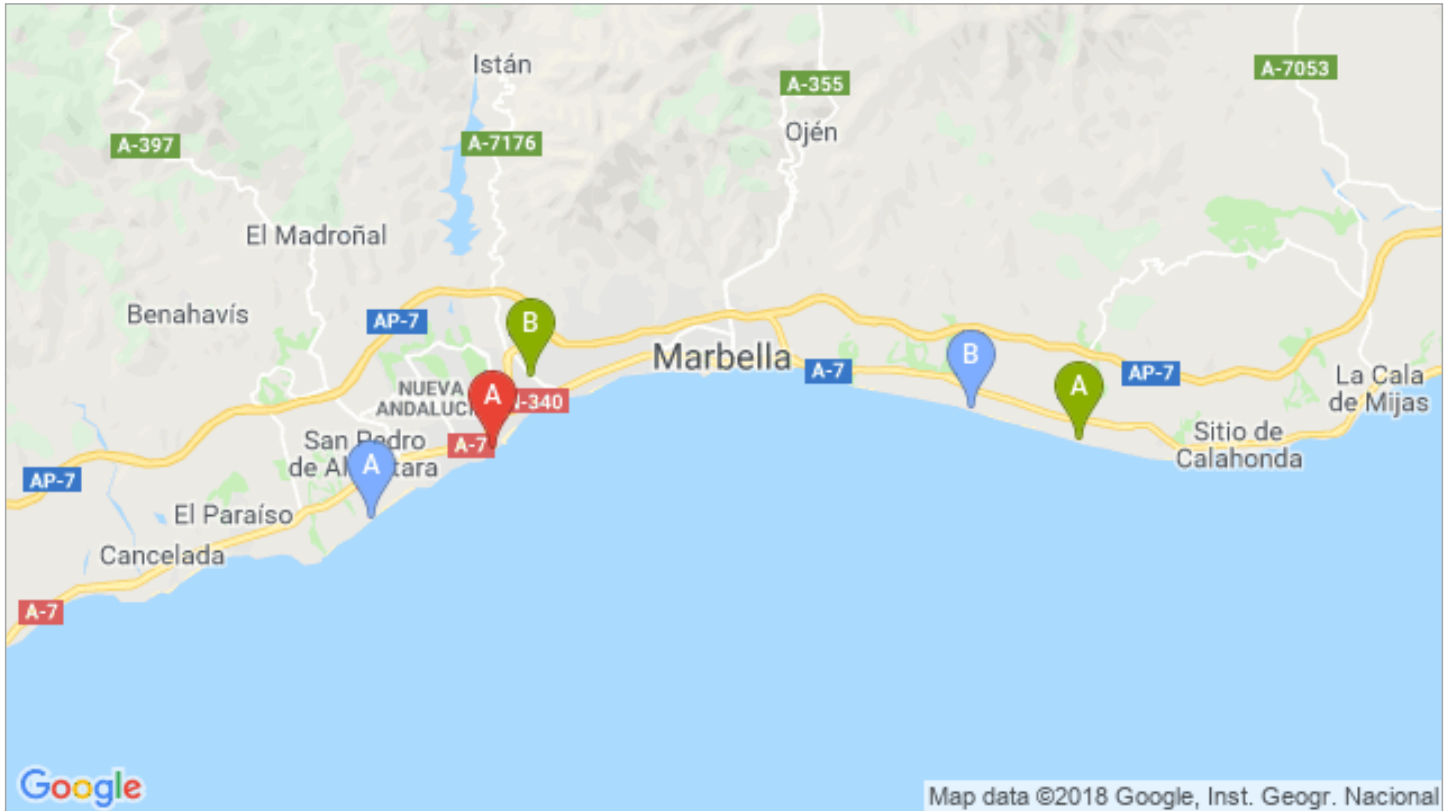 Istán
A-7053
A-355
Ojén
A-397
A-7176
El Madroñal
Benahavís
AP-7
B
Marbella
B
A-7
AP-7
A
A
NUEVA
ANDALUCÍ
N-340
La Cala
de Mijas
San Pedro
de Al
tara
A-7
Sitio de
Calahonda
A
AP-7
El Paraíso
Cancelada
A-7
Google
Map data ©2018 Google, Inst. Geogr. Nacional